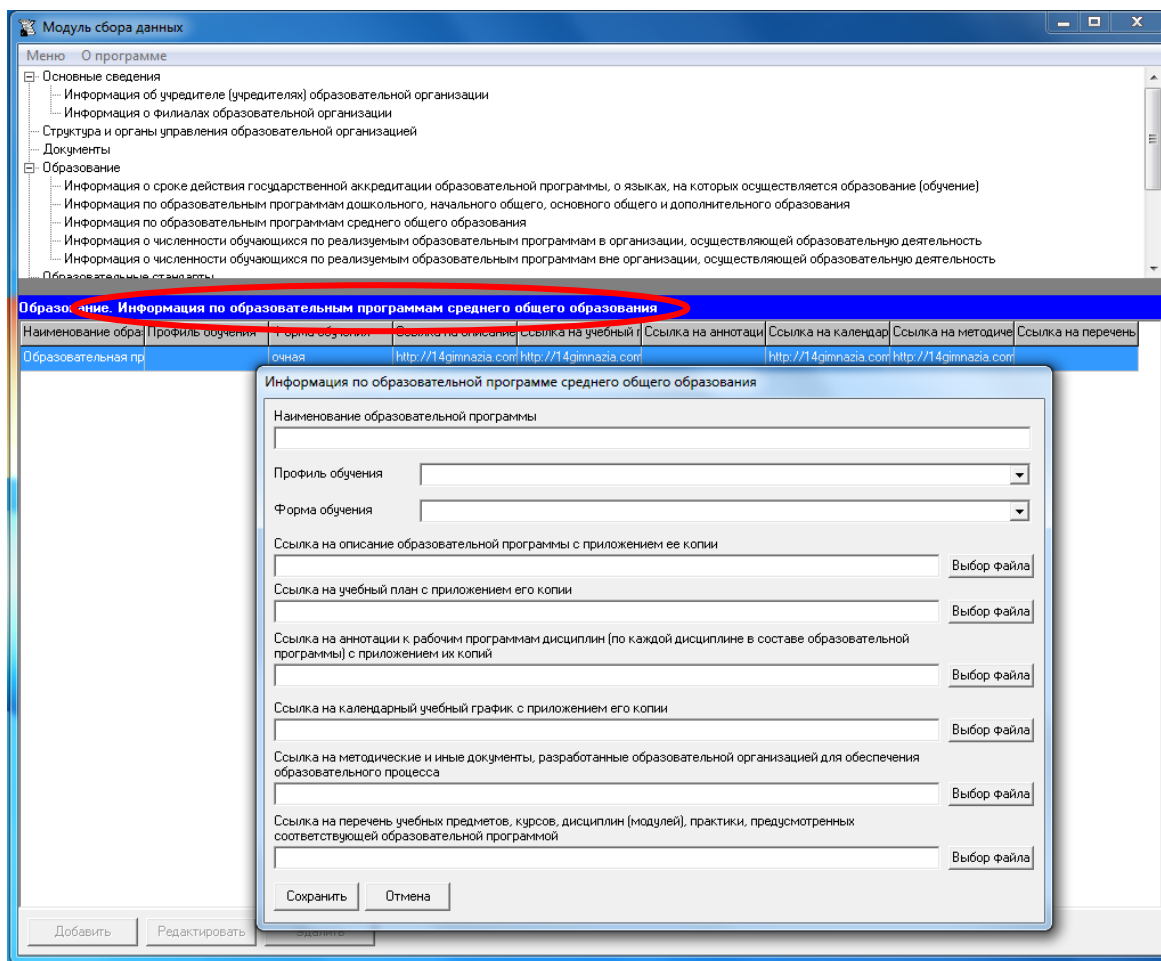 Модуль сбора данных
Меню О программе
Основные сведения
Информация об учредителе (учредителях) образовательной организации
Информация о филиалах образовательной организации
Структура и органы управления образовательной организацией
Документы
Образование
Информация о сроке действия государственной аккредитации образовательной программы, о языках, на которых осуществляется образование (обучение)
Информация по образовательным программам дошкольного, начального общего, основного общего и дополнительного образования
Информация по образовательным программам среднего общего образования
Информация о численности обучающихся по реализуемым образовательным программам в организации, осуществляющей образовательную деятельность
Информация о численности обучающихся по реализуемым образовательным программам вне организации, осуществляющей образовательную деятельность
Образовательные стандарты
Образование. Информация по образовательным программам среднего общего образования
Наименование обра Профиль обучения Форма обучения Ссылка на описание Ссылка на учебный п Ссылка на аннотаци Ссылка на календар Ссылка на методиче Ссылка на перечень
Образовательная пр очная http://14gimnazia.com http://14gimnazia.com http://14gimnazia.com http://14gimnazia.com
Информация по образовательной программе среднего общего образования
Наименование образовательной программы
Профиль обучения
Форма обучения
Ссылка на описание образовательной программы с приложением ее копии
Выбор файла
Ссылка на учебный план с приложением его копии
Выбор файла
Ссылка на аннотации к рабочим программам дисциплин (по каждой дисциплине в составе образовательной
программы) с приложением их копий
Выбор файла
Ссылка на календарный учебный график с приложением его копии
Выбор файла
Ссылка на методические и иные документы, разработанные образовательной организацией для обеспечения
образовательного процесса
Выбор файла
Ссылка на перечень учебных предметов, курсов, дисциплин (модулей), практики, предусмотренных
соответствующей образовательной программой
Выбор файла
Сохранить Отмена
Добавить Редактировать Удалить